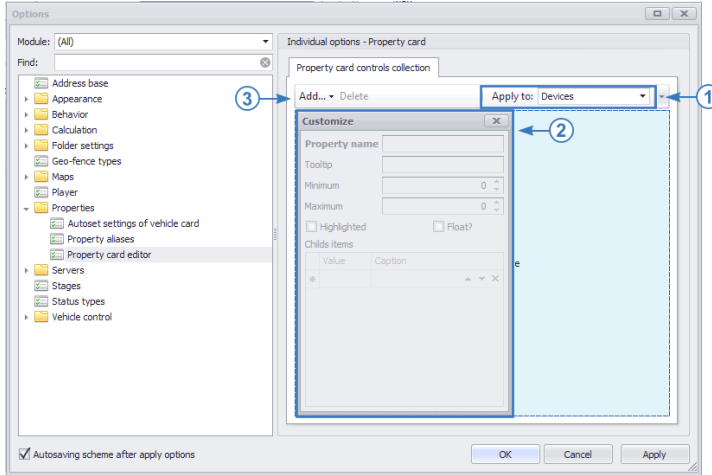 Options
Module: (All)
Find:
Address base
Appearance
Behavior
Calculation
Folder settings
Geo-fence types
Maps
Player
Properties
Autoset settings of vehicle card
Property aliases
Property card editor
Servers
Stages
Status types
Vehicle control
Individual options - Property card
Property card controls collection
3
Add... Delete
Apply to: Devices
1
Customize
2
Property name
Tooltip
Minimum 0
Maximum 0
Highlighted Float?
Childs items
Value Caption
Autosaving scheme after apply options
OK Cancel Apply